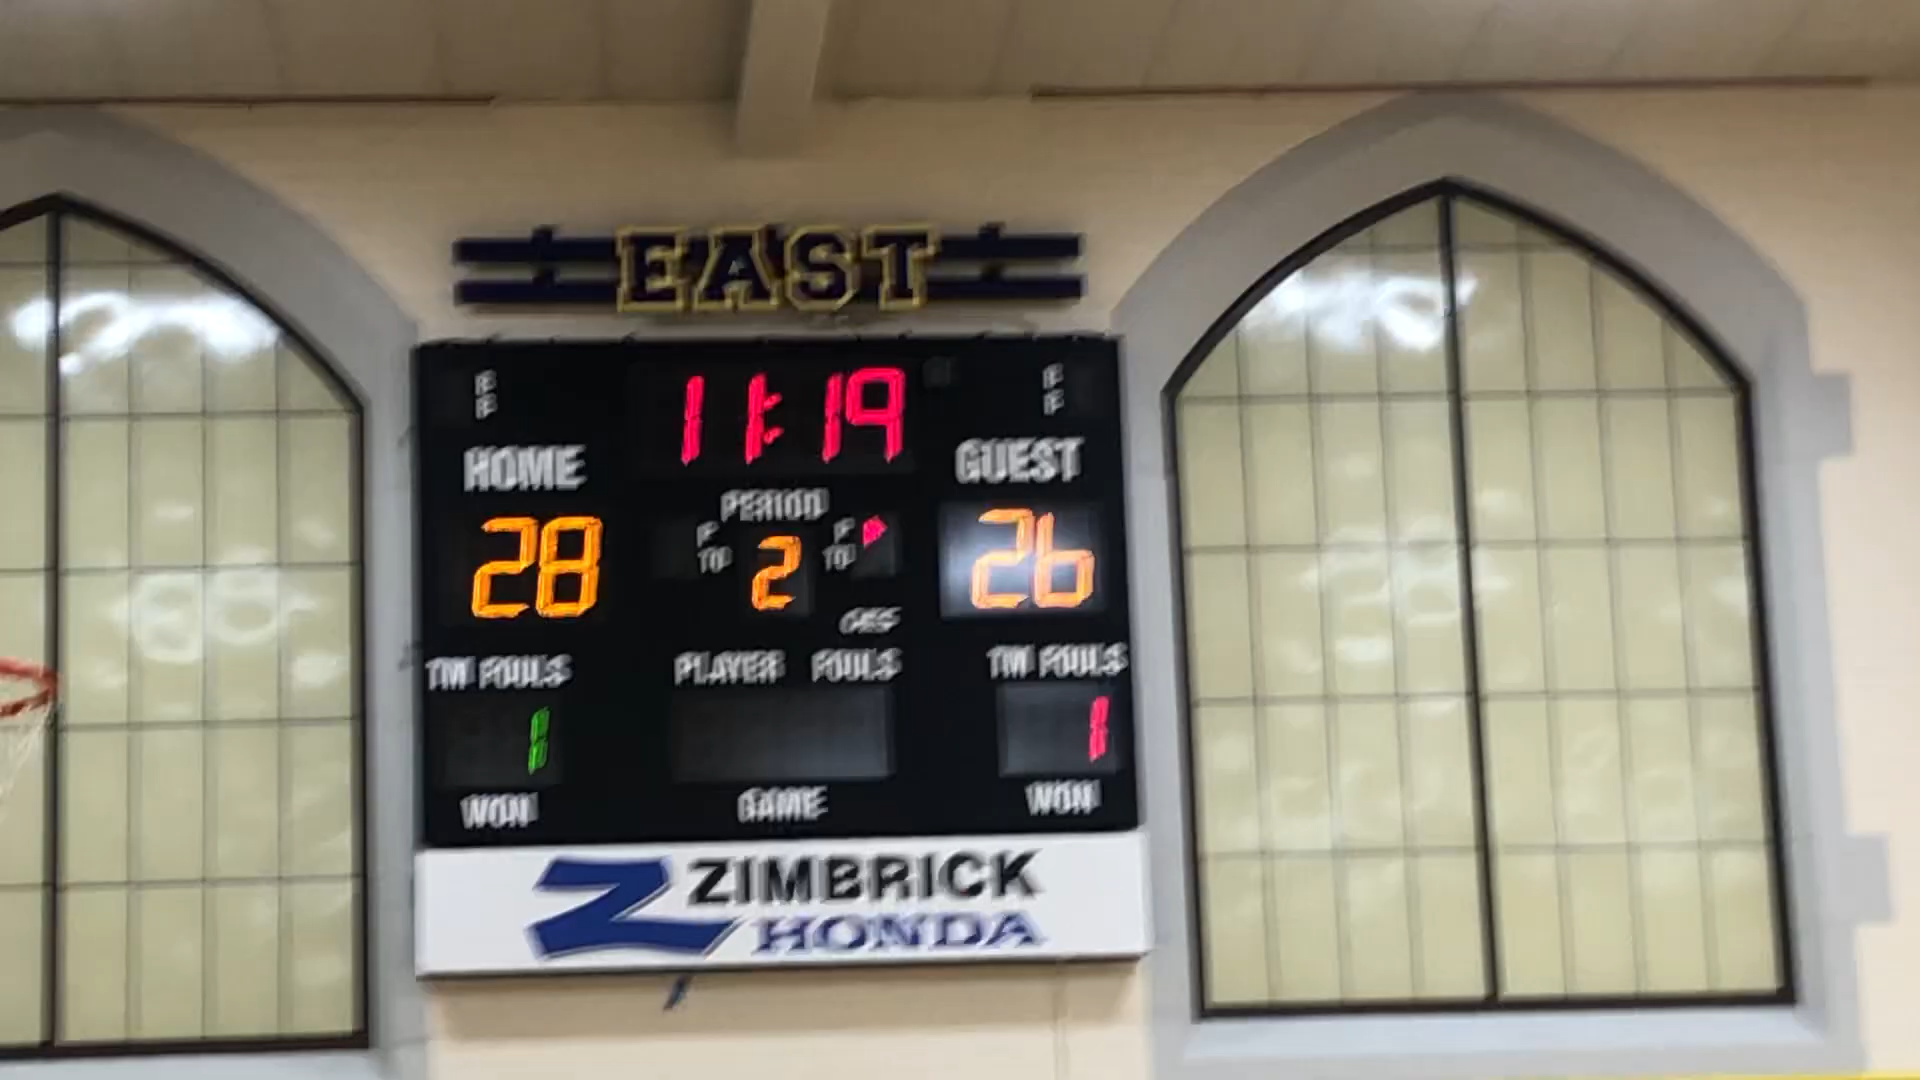 EAST
11:19
HOME
GUEST
PERIOD
28
2
26
TM FOULS
PLAYER FOULS
TM FOULS
1
1
WON
GAME
WON
ZIMBRICK
HONDA